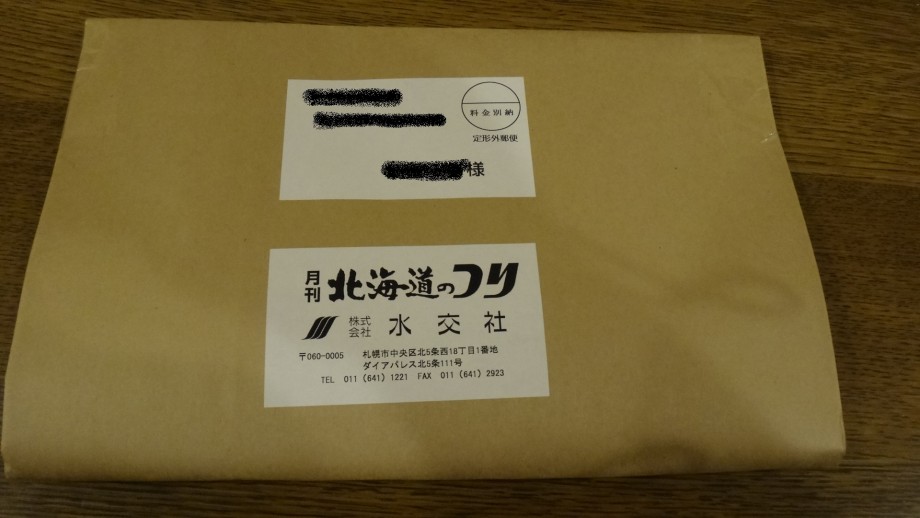 料金別納
定形外郵便
様
月刊 北海道のつり
株式会社 水交社
〒060-0005 札幌市中央区北5条西18丁目1番地
ダイアパレス北5条111号
TEL 011 (641) 1221 FAX 011 (641) 2923